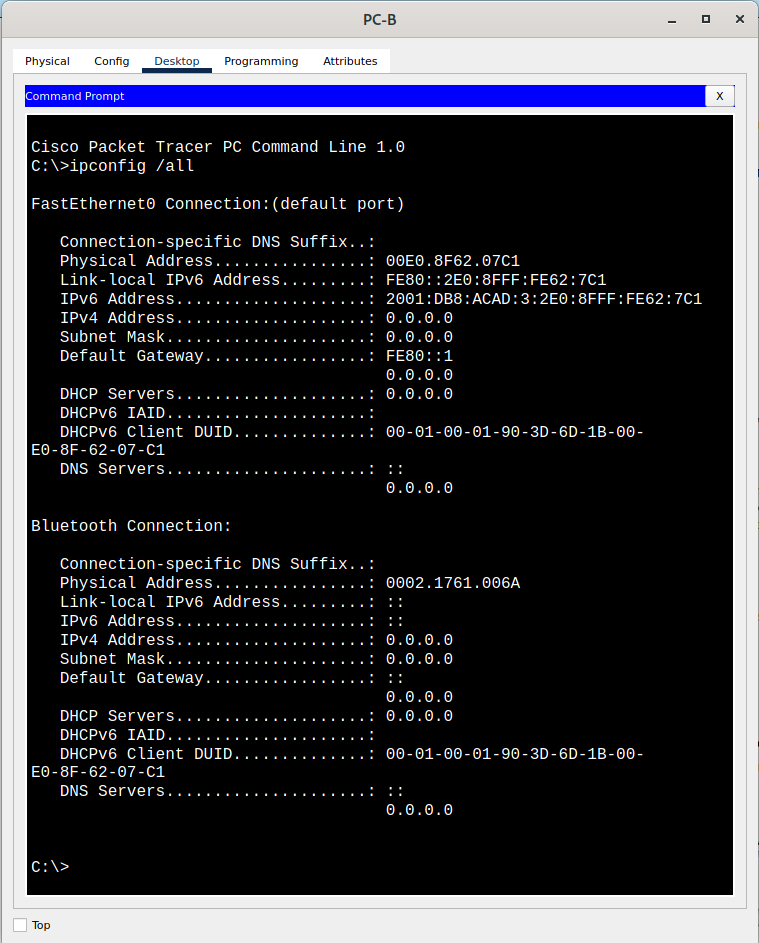 PC-B
Physical Config Desktop Programming Attributes
Command Prompt X
Cisco Packet Tracer PC Command Line 1.0
C:\>ipconfig /all
FastEthernet0 Connection:(default port)
Connection-specific DNS Suffix..:
Physical Address................: 00E0.8F62.07C1
Link-local IPv6 Address.........: FE80::2E0:8FFF:FE62:7C1
IPv6 Address....................: 2001:DB8:ACAD:3:2E0:8FFF:FE62:7C1
IPv4 Address....................: 0.0.0.0
Subnet Mask.....................: 0.0.0.0
Default Gateway.................: FE80::1
0.0.0.0
DHCP Servers....................: 0.0.0.0
DHCPv6 IAID.....................:
DHCPv6 Client DUID..............: 00-01-00-01-90-3D-6D-1B-00-
E0-8F-62-07-C1
DNS Servers.....................: ::
0.0.0.0
Bluetooth Connection:
Connection-specific DNS Suffix..:
Physical Address................: 0002.1761.006A
Link-local IPv6 Address.........: ::
IPv6 Address....................: ::
IPv4 Address....................: 0.0.0.0
Subnet Mask.....................: 0.0.0.0
Default Gateway.................: ::
0.0.0.0
DHCP Servers....................: 0.0.0.0
DHCPv6 IAID.....................:
DHCPv6 Client DUID..............: 00-01-00-01-90-3D-6D-1B-00-
E0-8F-62-07-C1
DNS Servers.....................: ::
0.0.0.0
C:\>
Top